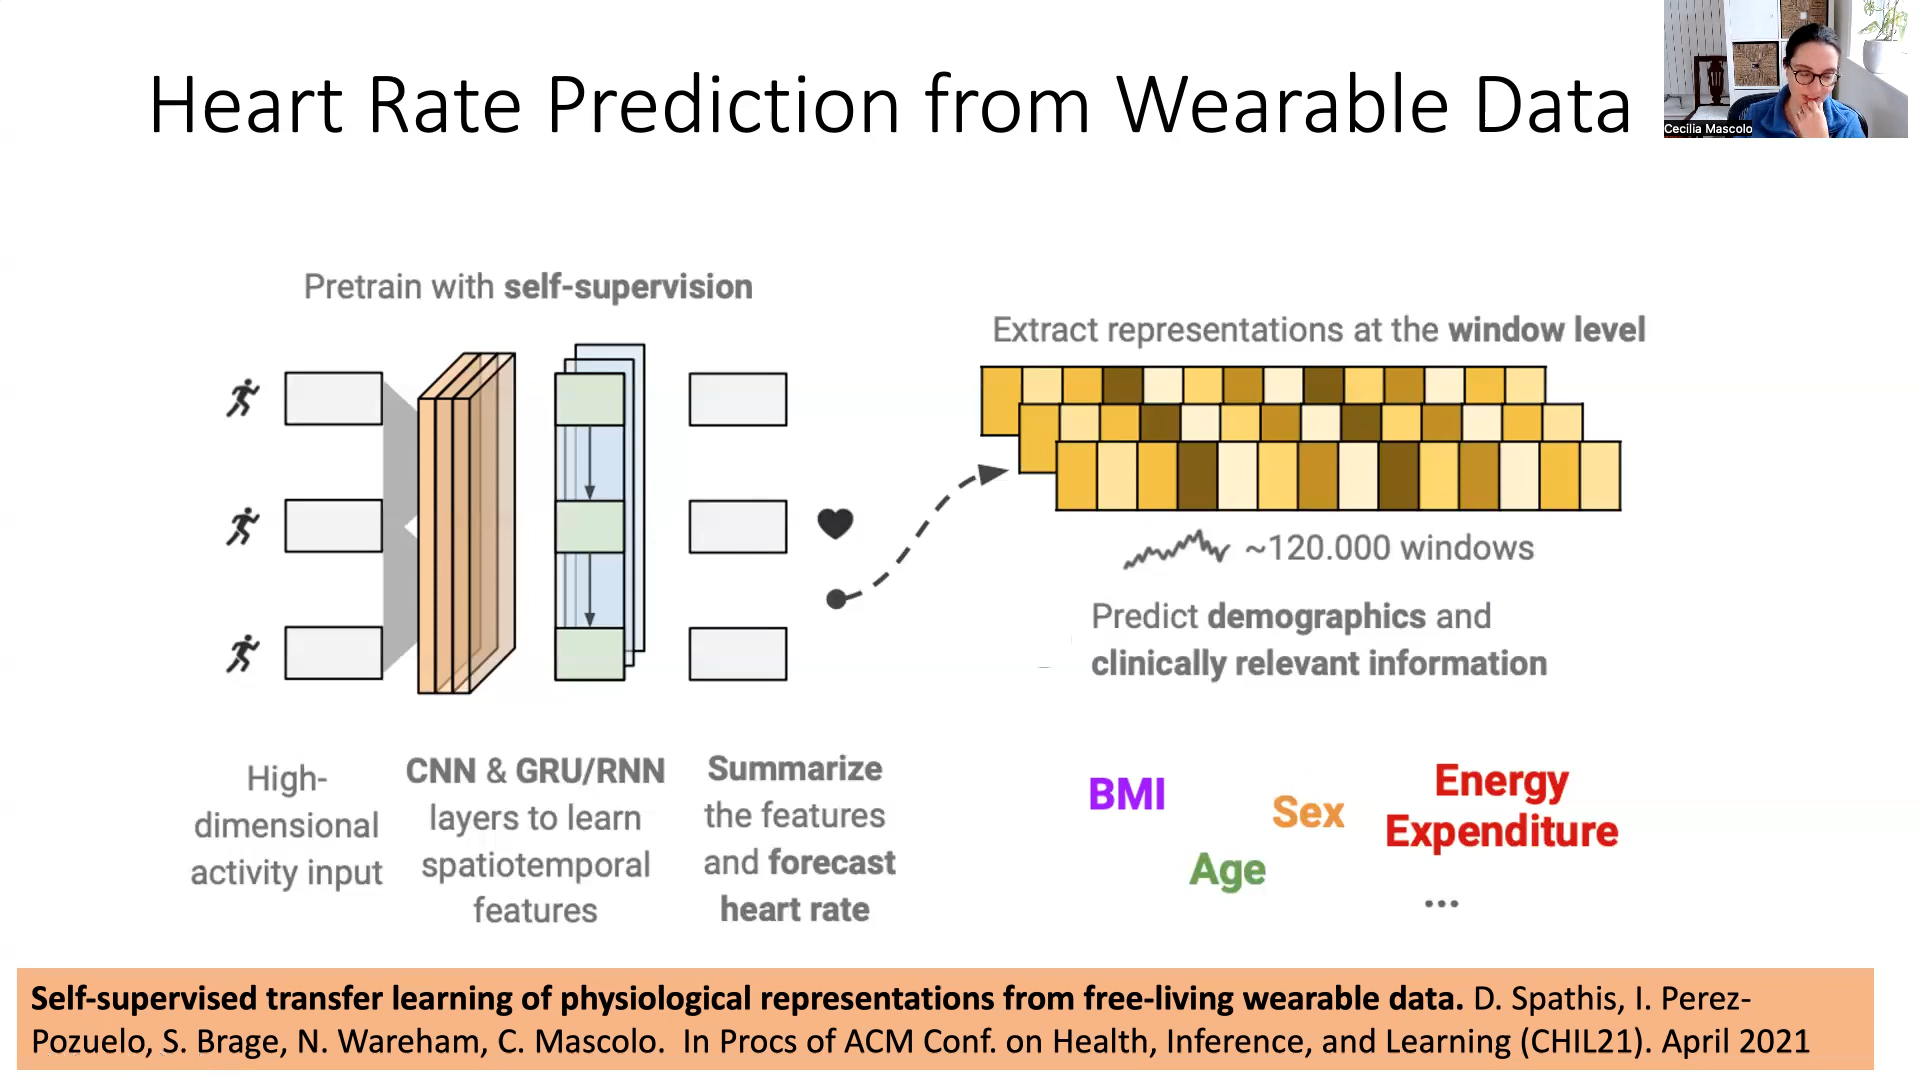 Heart Rate Prediction from Wearable Data
Cecilia Mascolo
Pretrain with self-supervision
High-
dimensional
activity input
CNN & GRU/RNN
layers to learn
spatiotemporal
features
Summarize
the features
and forecast
heart rate
Extract representations at the window level
~120.000 windows
Predict demographics and
clinically relevant information
BMI
Sex
Age
Energy
Expenditure
...
Self-supervised transfer learning of physiological representations from free-living wearable data. D. Spathis, I. Perez-
Pozuelo, S. Brage, N. Wareham, C. Mascolo. In Procs of ACM Conf. on Health, Inference, and Learning (CHIL21). April 2021